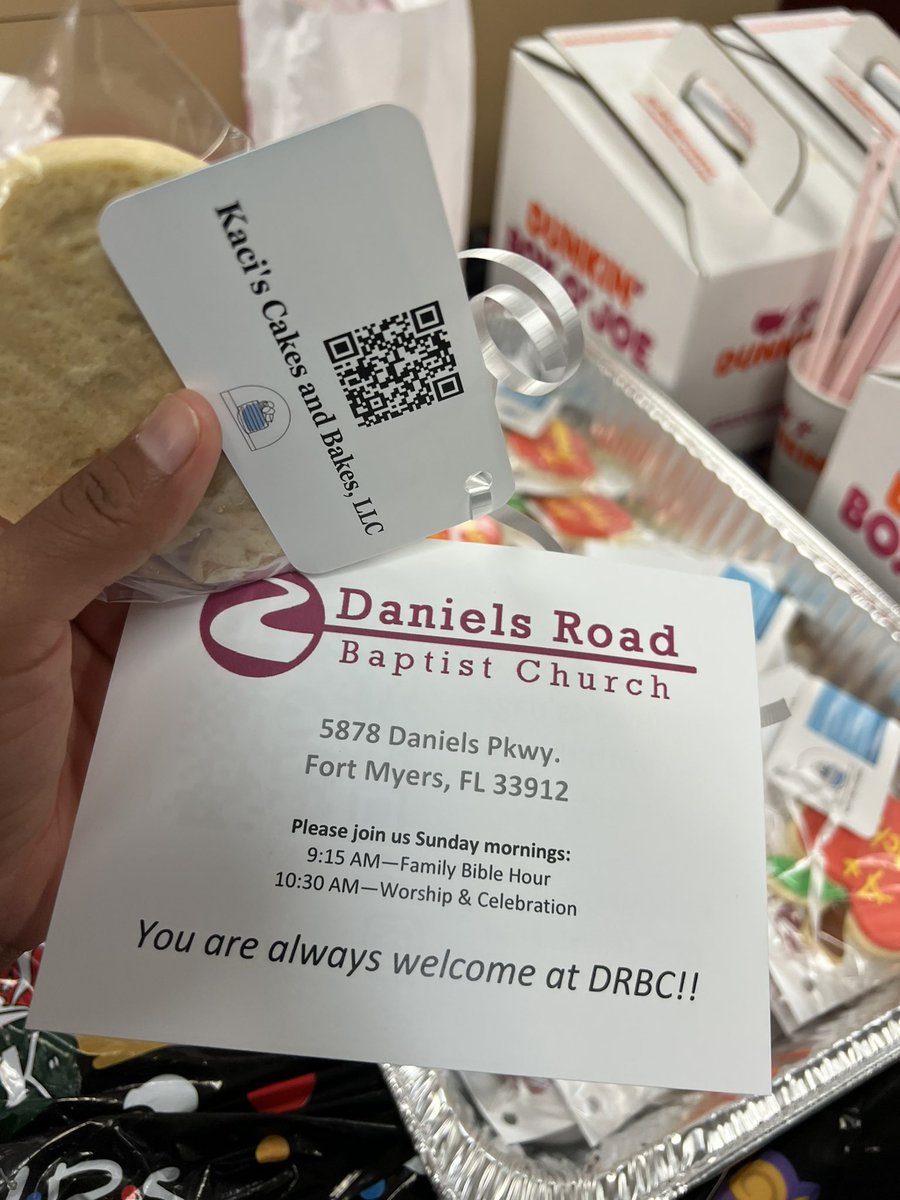 Kaci's Cakes and Bakes, LLC
DUNKIN'
BOX O' JOE
DUNKIN'
BOX
Daniels Road
Baptist Church
5878 Daniels Pkwy.
Fort Myers, FL 33912
Please join us Sunday mornings:
9:15 AM—Family Bible Hour
10:30 AM—Worship & Celebration
You are always welcome at DRBC!!